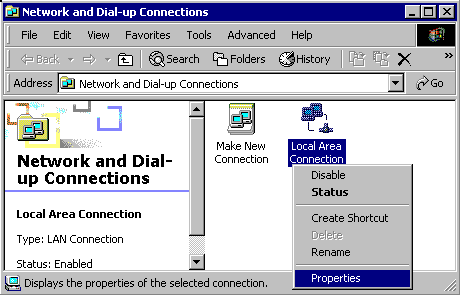 Network and Dial-up Connections
File Edit View Favorites Tools Advanced Help
Back Search Folders History
Address Network and Dial-up Connections Go
Network and Dial-
up Connections
Local Area Connection
Type: LAN Connection
Status: Enabled
Make New
Connection
Local Area
Connection
Disable
Status
Create Shortcut
Delete
Rename
Properties
Displays the properties of the selected connection.